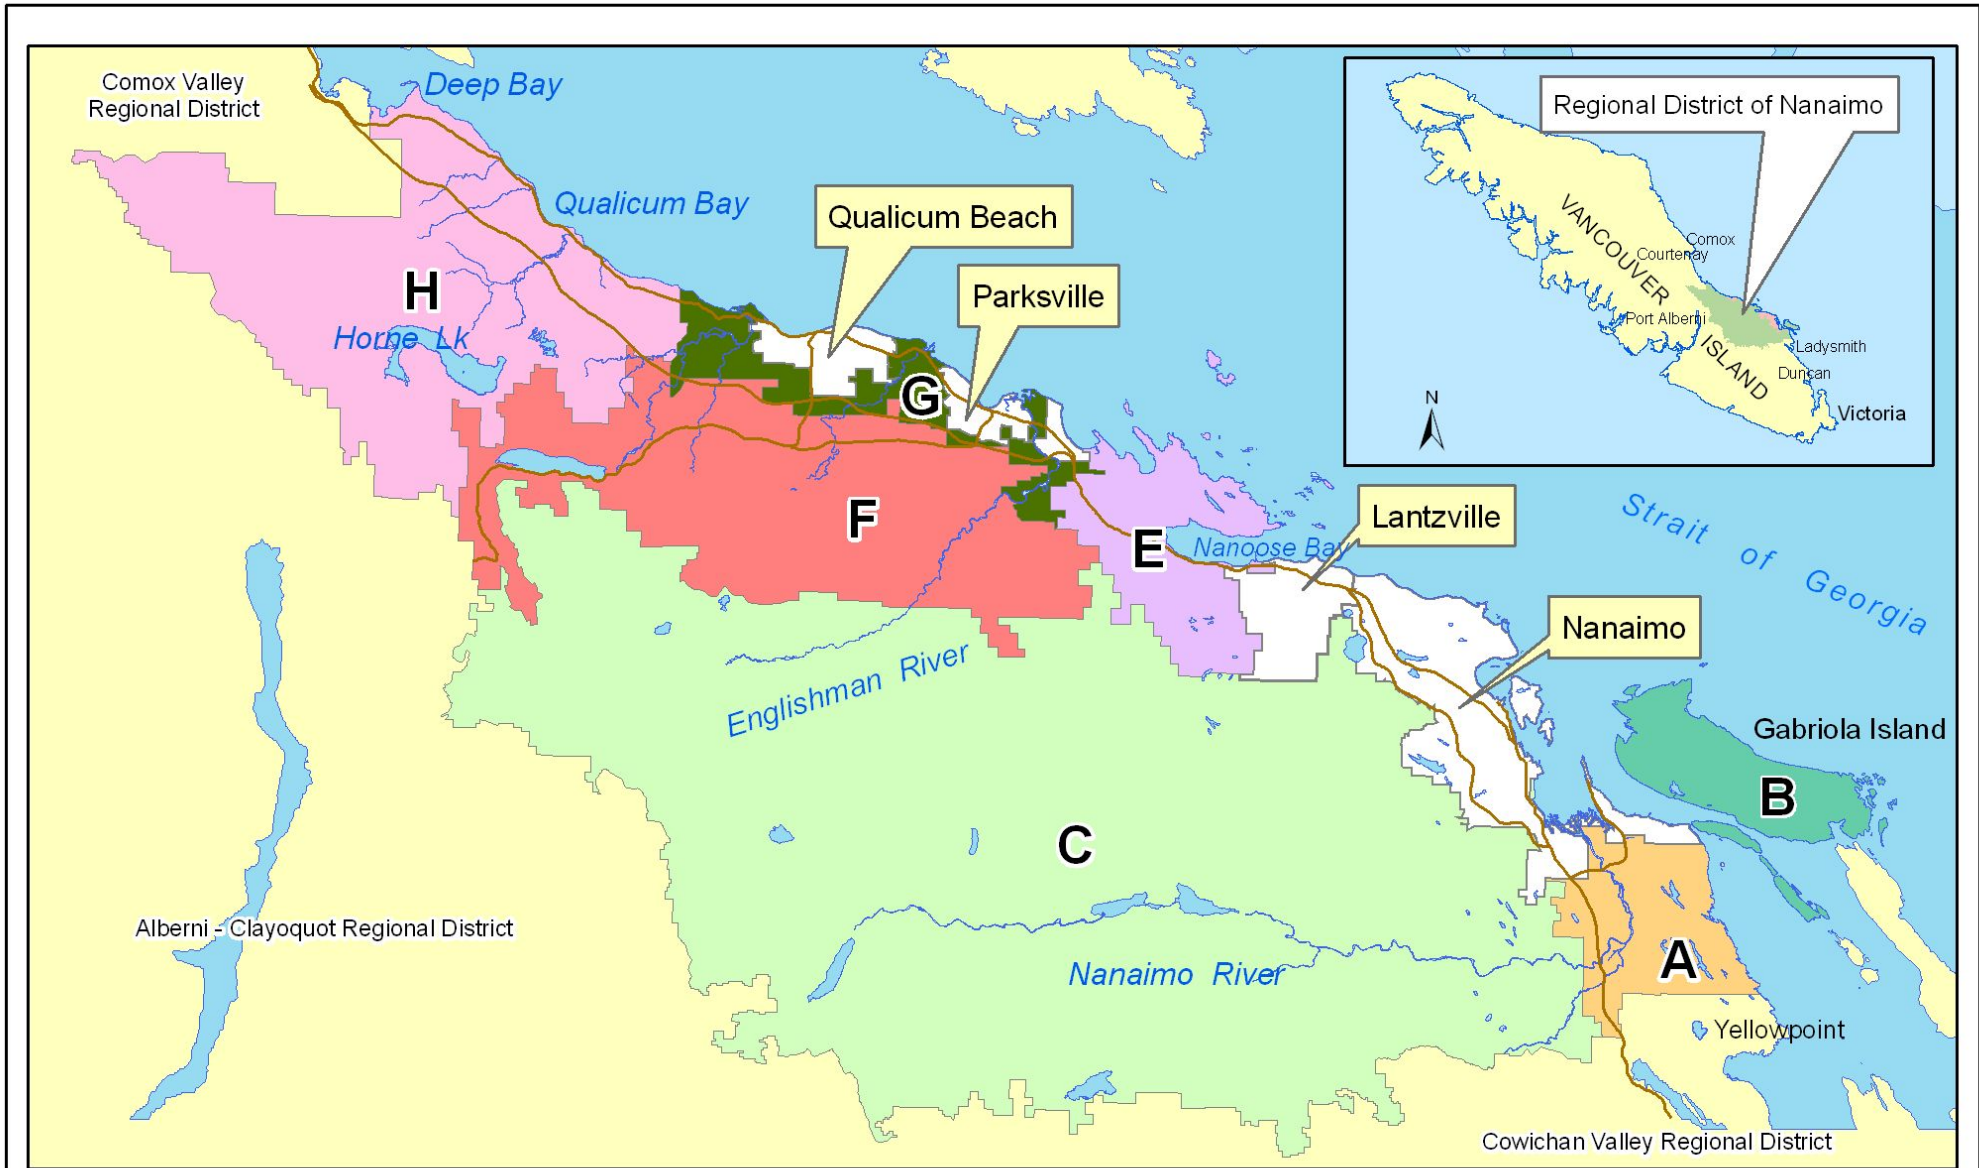 Comox Valley
Regional District
Deep Bay
Qualicum Bay
Qualicum Beach
Parksville
H
Horne Lk
G
F
E
Nanoose Bay
Lantzville
Nanaimo
Strait of Georgia
Englishman River
Gabriola Island
B
C
Alberni - Clayoquot Regional District
Nanaimo River
A
Yellowpoint
Cowichan Valley Regional District
Regional District of Nanaimo
VANCOUVER
ISLAND
Comox
Courtenay
Port Alberni
Ladysmith
Duncan
Victoria
N